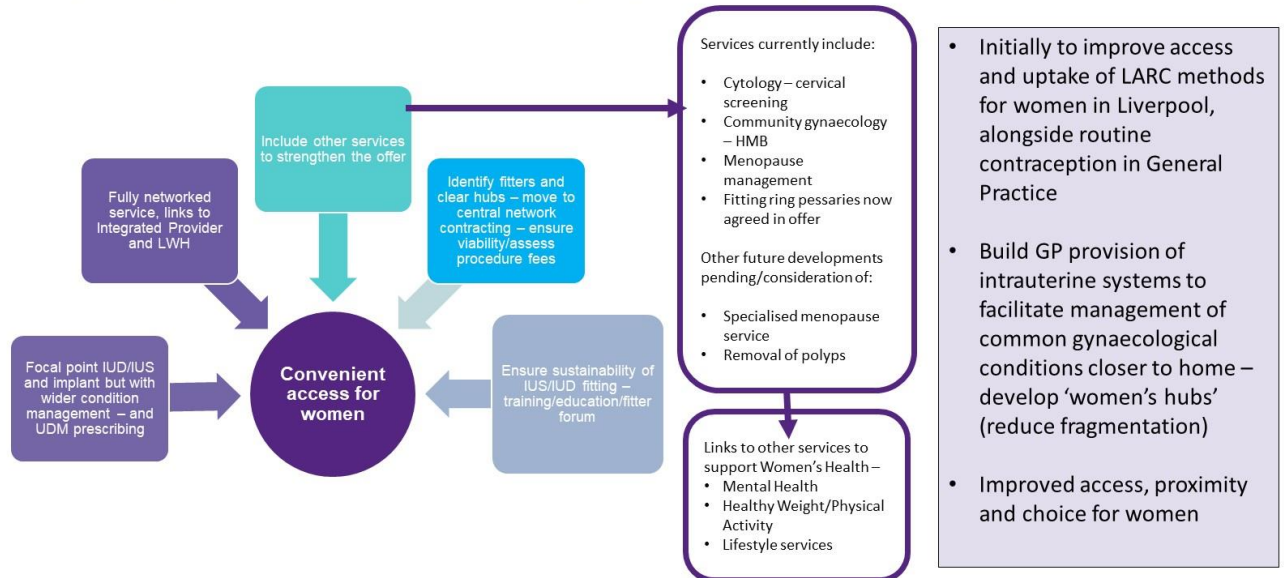 Focal point IUD/IUS
and implant but with
wider condition
management – and
UDM prescribing
Fully networked
service, links to
Integrated Provider
and LWH
Include other services
to strengthen the offer
Identify fitters and
clear hubs – move to
central network
contracting – ensure
viability/assess
procedure fees
Ensure sustainability of
IUS/IUD fitting –
training/education/fitter
forum
Convenient
access for
women
Services currently include:
• Cytology – cervical
screening
• Community gynaecology
– HMB
• Menopause
management
• Fitting ring pessaries now
agreed in offer
Other future developments
pending/consideration of:
• Specialised menopause
service
• Removal of polyps
Links to other services to
support Women's Health –
• Mental Health
• Healthy Weight/Physical
Activity
• Lifestyle services
• Initially to improve access
and uptake of LARC methods
for women in Liverpool,
alongside routine
contraception in General
Practice
• Build GP provision of
intrauterine systems to
facilitate management of
common gynaecological
conditions closer to home –
develop ‘women’s hubs’
(reduce fragmentation)
• Improved access, proximity
and choice for women